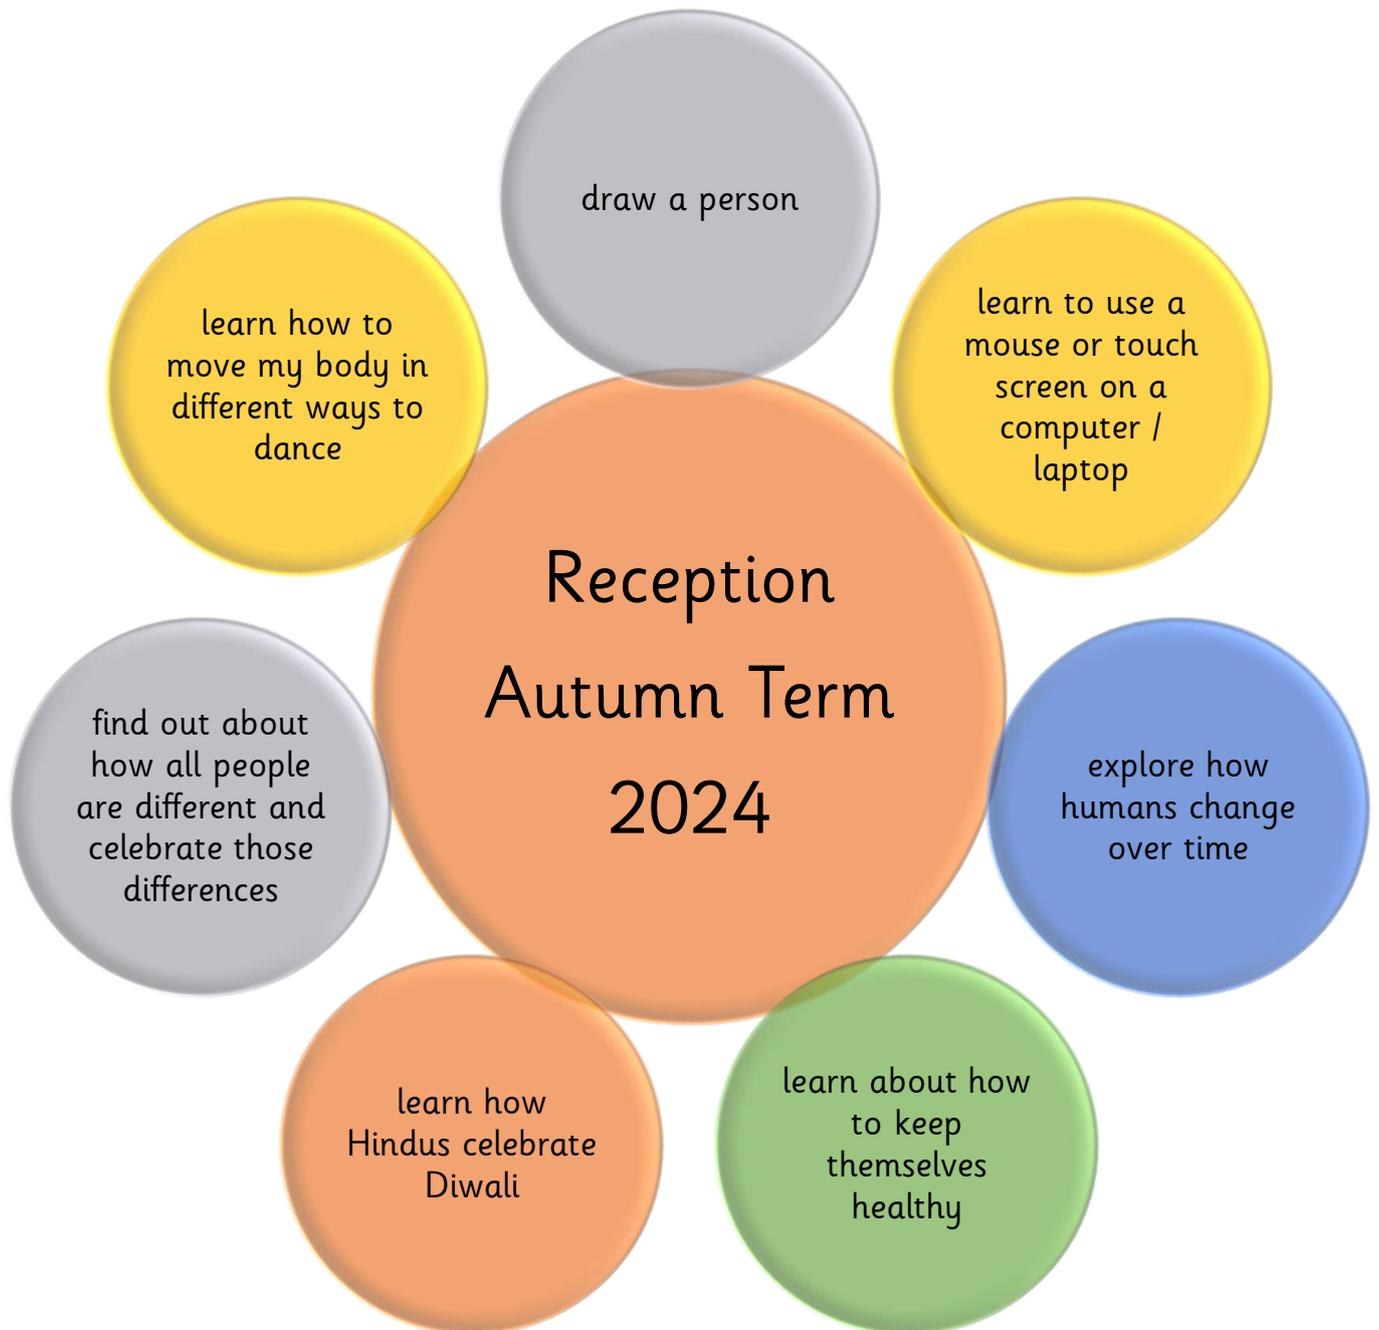 draw a person
learn to use a
mouse or touch
screen on a
computer /
laptop
explore how
humans change
over time
learn about how
to keep
themselves
healthy
learn how
Hindus celebrate
Diwali
find out about
how all people
are different and
celebrate those
differences
learn how to
move my body in
different ways to
dance
Reception
Autumn Term
2024